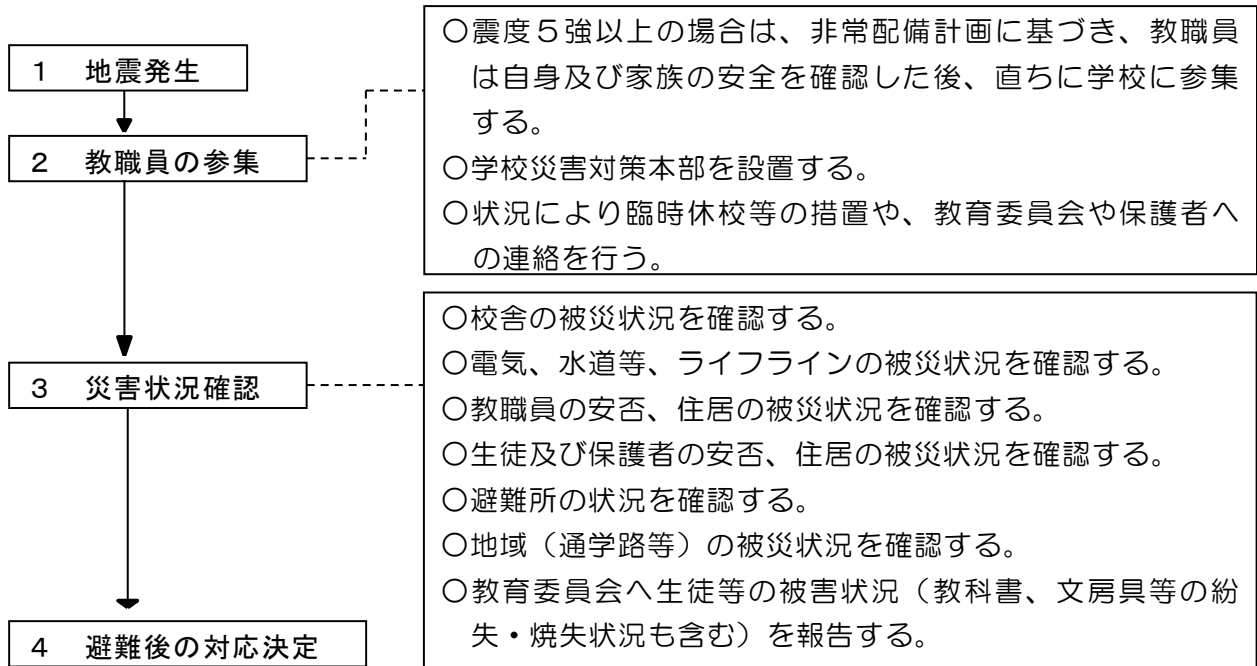 1 地震発生
2 教職員の参集
○震度5強以上の場合は、非常配備計画に基づき、教職員
は自身及び家族の安全を確認した後、直ちに学校に参集
する。
○学校災害対策本部を設置する。
○状況により臨時休校等の措置や、教育委員会や保護者へ
の連絡を行う。
3 災害状況確認
○校舎の被災状況を確認する。
○電気、水道等、ライフラインの被災状況を確認する。
○教職員の安否、住居の被災状況を確認する。
○生徒及び保護者の安否、住居の被災状況を確認する。
○避難所の状況を確認する。
○地域（通学路等）の被災状況を確認する。
○教育委員会へ生徒等の被害状況（教科書、文房具等の紛
失・焼失状況も含む）を報告する。
4 避難後の対応決定